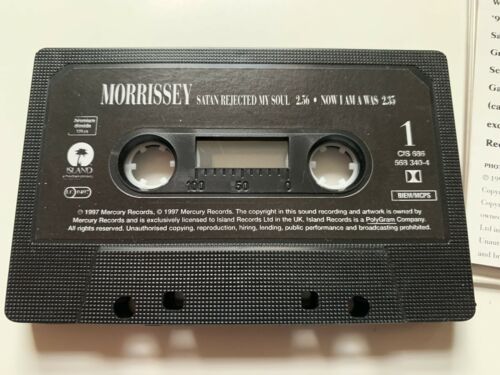 MORRISSEY SATAN REJECTED MY SOUL 2.56 • NOW I AM A WAS 2.35
chromium
dioxide
1
CIS 686
568 340-4
ISLAND
100 50 0
BIEM/MCPS
℗ 1997 Mercury Records, © 1997 Mercury Records. The copyright in this sound recording and artwork is owned by
Mercury Records and is exclusively licensed to Island Records Ltd in the UK. Island Records is a PolyGram Company.
All rights reserved. Unauthorised copying, reproduction, hiring, lending, public performance and broadcasting prohibited.